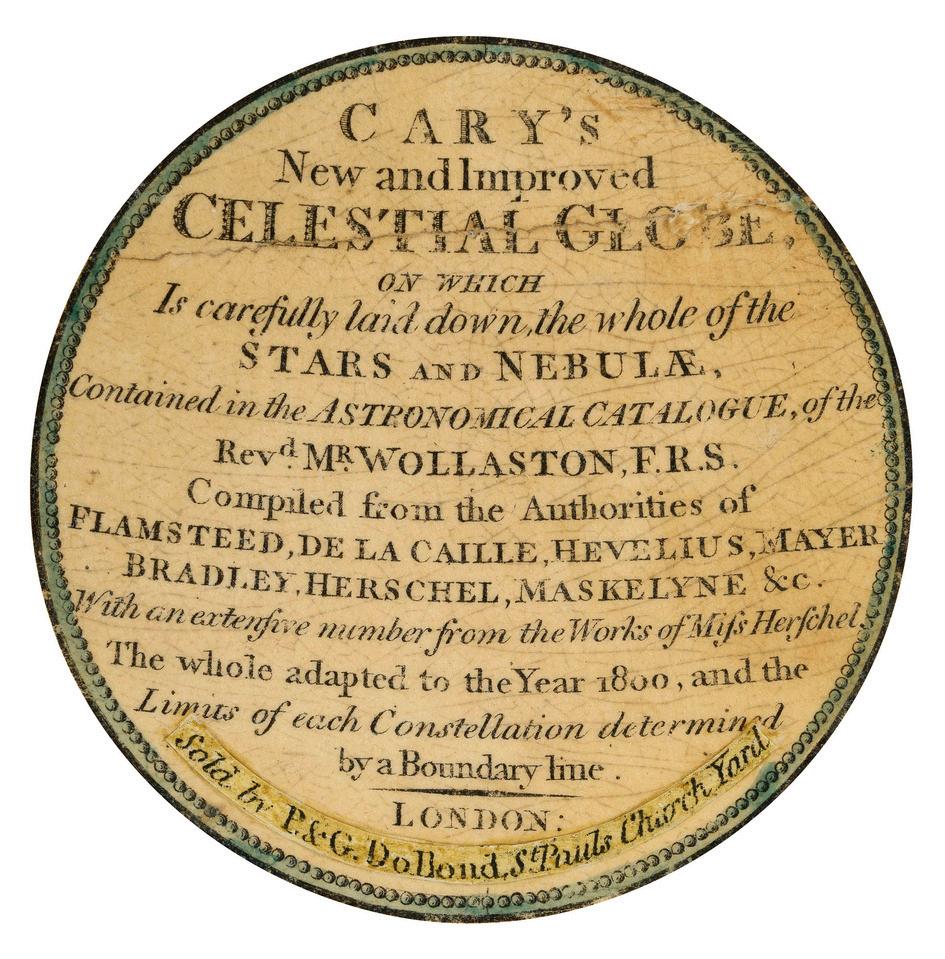 CARY's
New and Improved
CELESTIAL GLOBE,
ON WHICH
Is carefully laid down, the whole of the
STARS AND NEBULÆ,
Contained in the ASTRONOMICAL CATALOGUE, of the
Revd. Mr. WOLLASTON, F.R.S.
Compiled from the Authorities of
FLAMSTEED, DE LA CAILLE, HEVELIUS, MAYER
BRADLEY, HERSCHEL, MASKELYNE &c.
With an extenſive number from the Works of Miſs Herſchel.
The whole adapted to the Year 1800, and the
Limits of each Constellation determined
by a Boundary line.
LONDON:
Sold by P. & G. Dollond, St. Pauls Church Yard